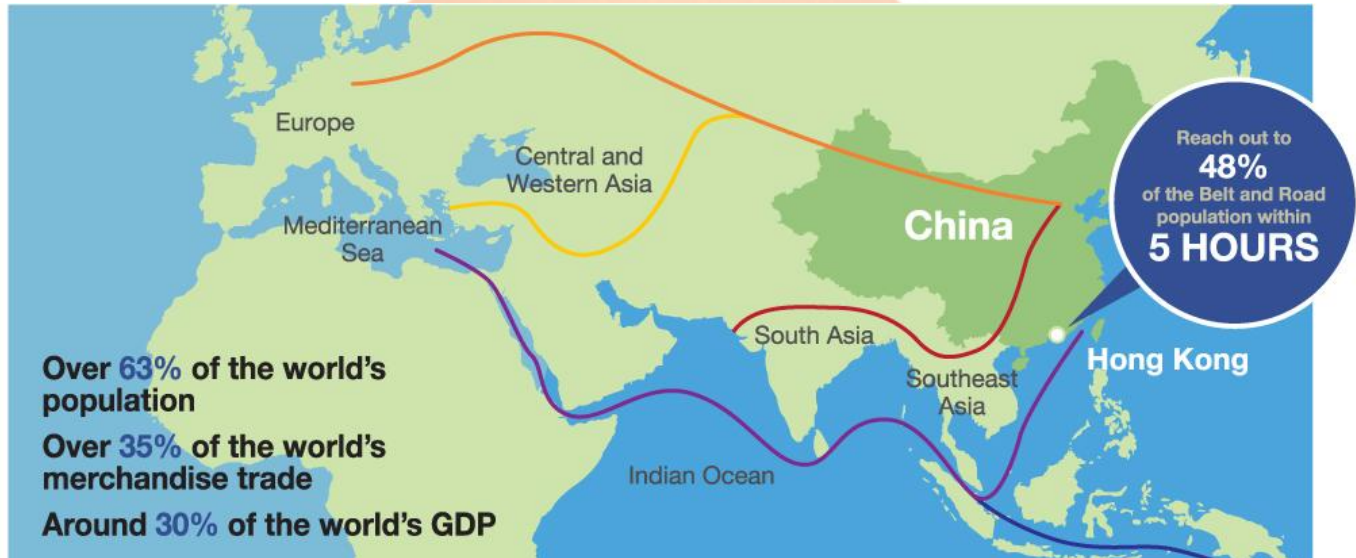 Europe
Central and
Western Asia
Mediterranean
Sea
China
Reach out to
48%
of the Belt and Road
population within
5 HOURS
South Asia
Southeast
Asia
Hong Kong
Indian Ocean
Over 63% of the world's
population
Over 35% of the world's
merchandise trade
Around 30% of the world's GDP